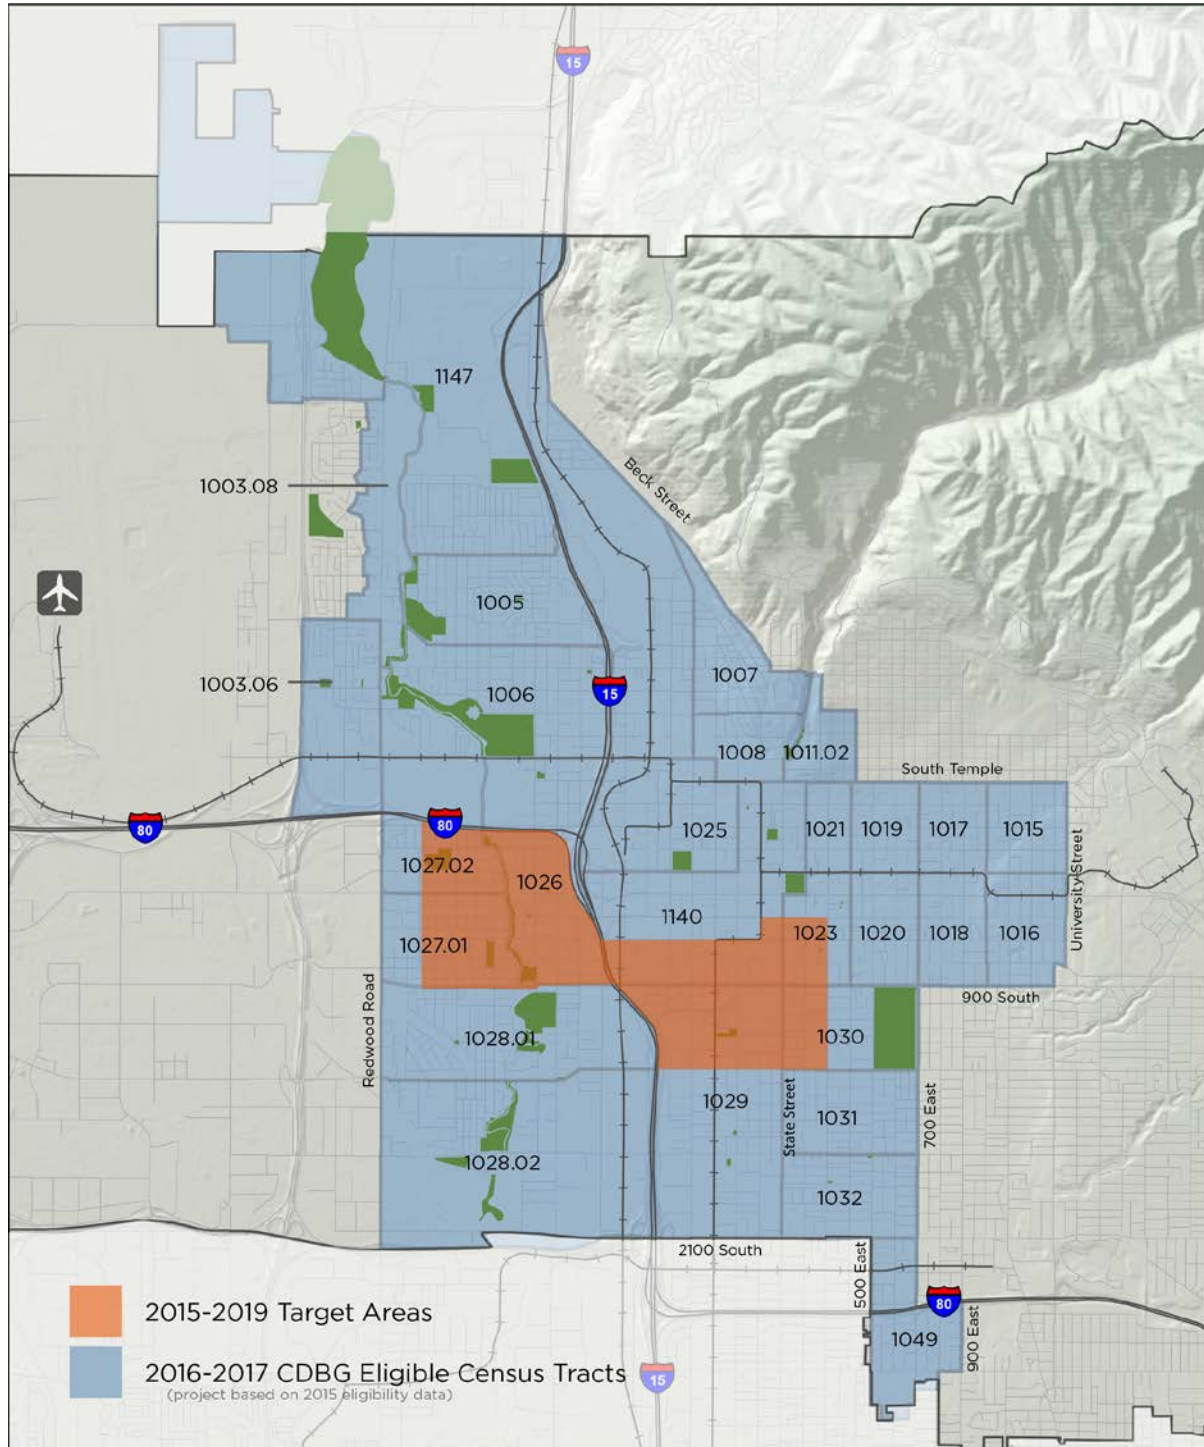 15
1147
Beck Street
1003.08
1005
1003.06
1006
15
1007
1008
1011.02
South Temple
80
80
1025
1021
1019
1017
1015
1027.02
1026
University Street
1140
1023
1020
1018
1016
1027.01
Redwood Road
900 South
1028.01
1030
1029
State Street
1031
700 East
1028.02
1032
2100 South
500 East
80
900 East
1049
2015-2019 Target Areas
2016-2017 CDBG Eligible Census Tracts
(project based on 2015 eligibility data)
15